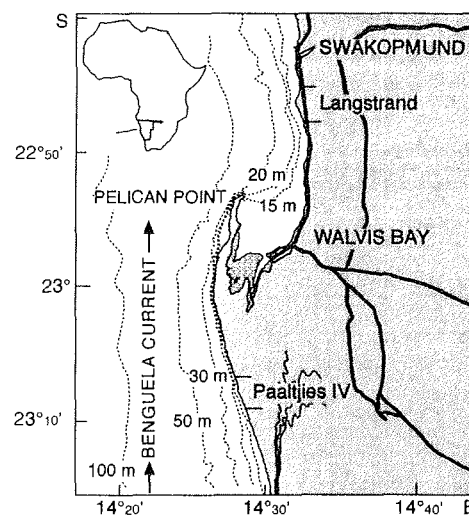 S
SWAKOPMUND
Langstrand
22°50'
20 m
PELICAN POINT
15 m
WALVIS BAY
23°
BENGUELA CURRENT
30 m
Paaltjies IV
23°10'
50 m
100 m
14°20 14°30' 14°40' E